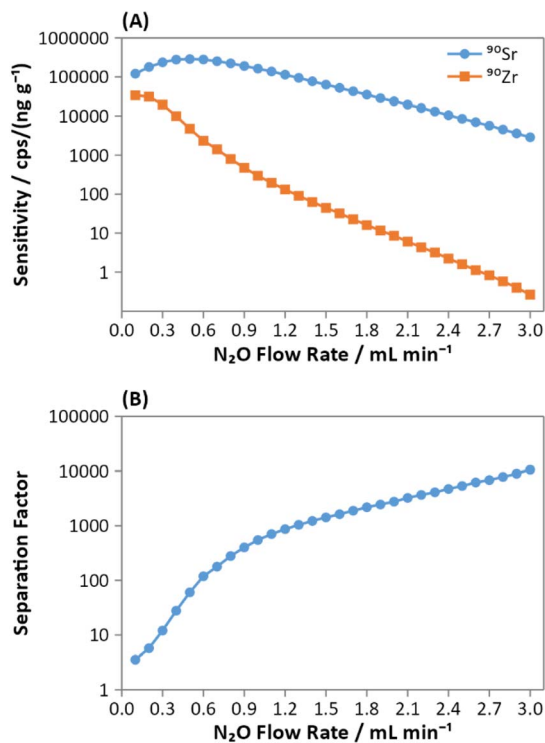 (A)
1000000
100000
10000
1000
100
10
1
Sensitivity / cps/(ng g⁻¹)
⁹⁰Sr
⁹⁰Zr
0.0 0.3 0.6 0.9 1.2 1.5 1.8 2.1 2.4 2.7 3.0
N₂O Flow Rate / mL min⁻¹
(B)
100000
10000
1000
100
10
1
Separation Factor
0.0 0.3 0.6 0.9 1.2 1.5 1.8 2.1 2.4 2.7 3.0
N₂O Flow Rate / mL min⁻¹